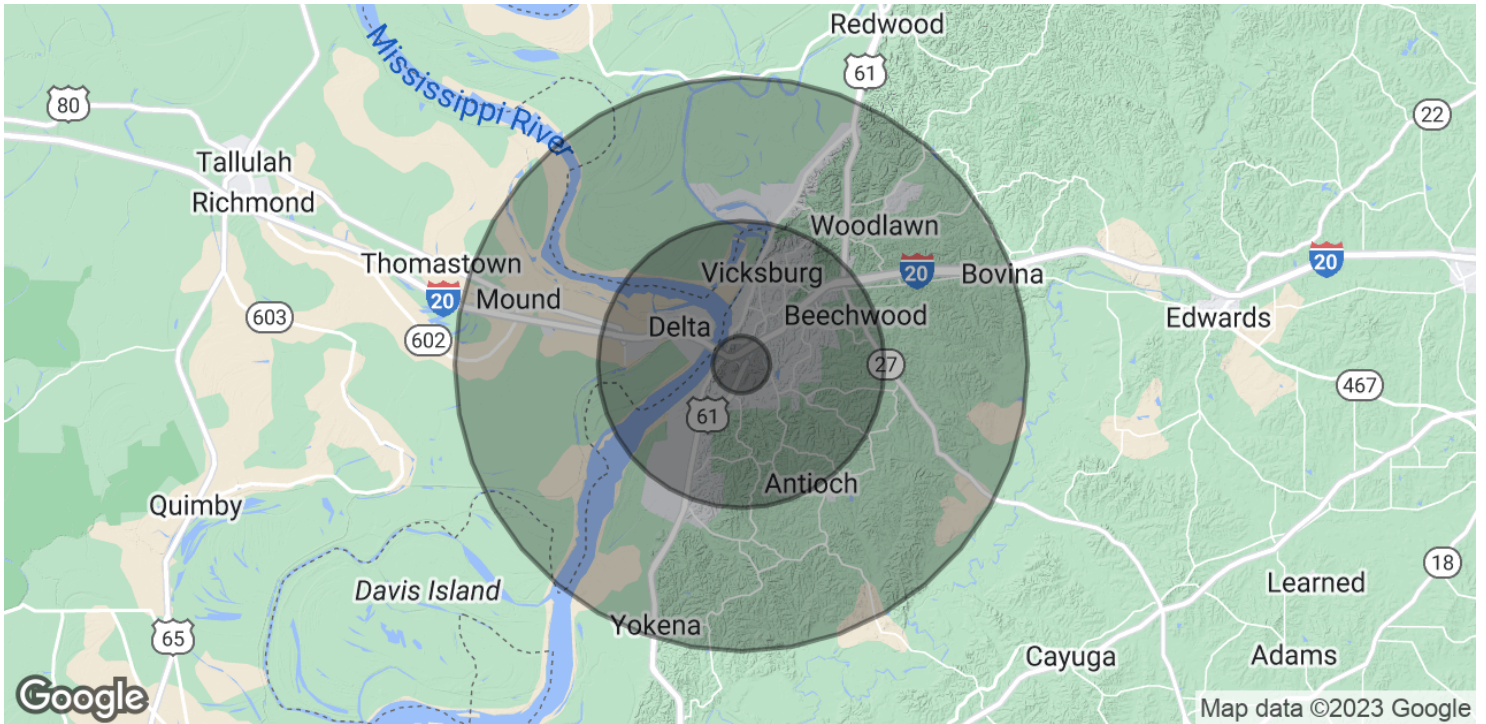 Redwood
61
Mississippi River
80
22
Tallulah
Richmond
Woodlawn
Thomastown
Vicksburg
20
Bovina
20
20
Mound
603
Delta
Beechwood
Edwards
602
27
467
61
Antioch
Quimby
18
Davis Island
Learned
Yokena
65
Cayuga
Adams
Google
Map data ©2023 Google